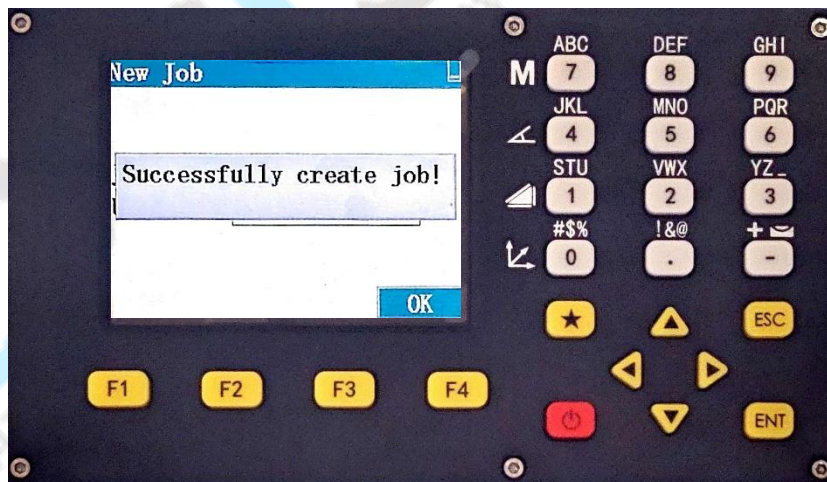 New Job
Successfully create job!
OK
F1 F2 F3 F4
ABC DEF GHI
M 7 8 9
JKL MNO PQR
4 5 6
STU VWX YZ_
1 2 3
#$% !&@ +
0 . -
ESC
ENT